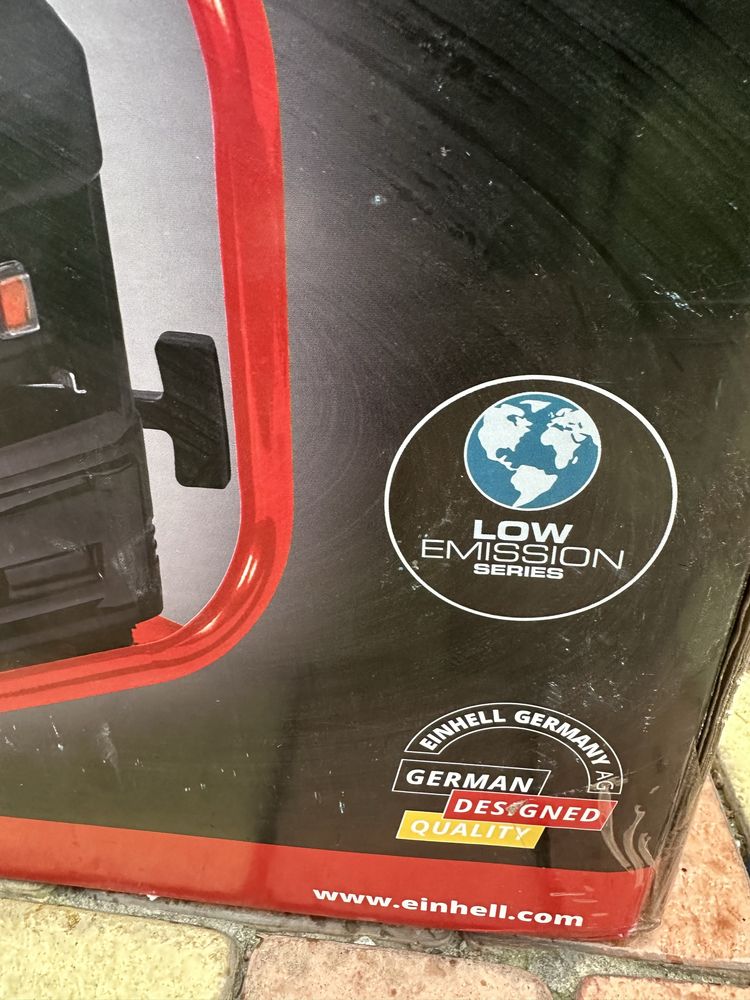 LOW
EMISSION
SERIES
EINHELL GERMANY AG
GERMAN
DESIGNED
QUALITY
www.einhell.com